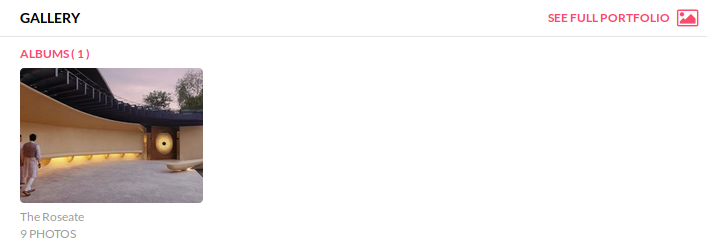 GALLERY
SEE FULL PORTFOLIO
ALBUMS ( 1 )
The Roseate
9 PHOTOS